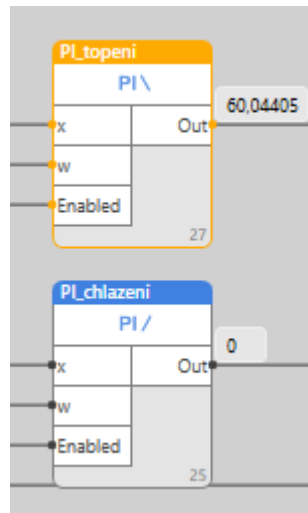 PI_topeni
PI \
60,04405
x Out
w
Enabled
27
PI_chlazeni
PI /
0
x Out
w
Enabled
25